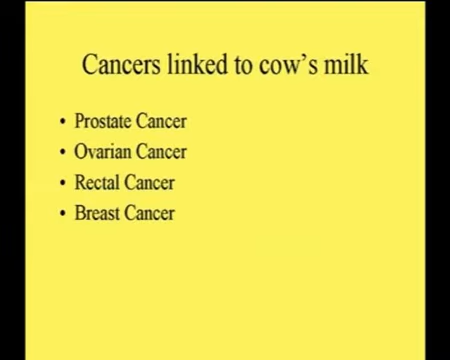 Cancers linked to cow's milk
• Prostate Cancer
• Ovarian Cancer
• Rectal Cancer
• Breast Cancer